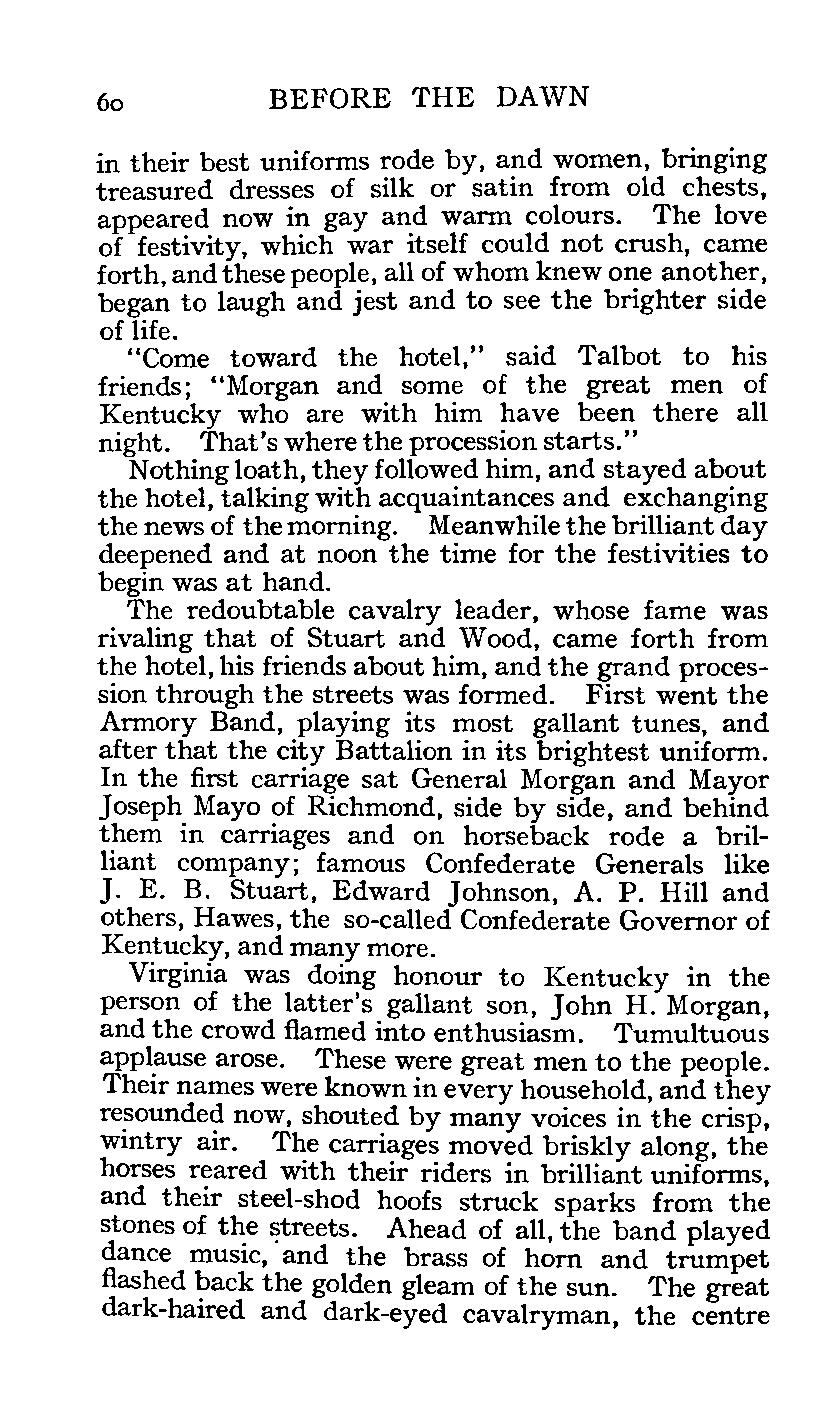 60 BEFORE THE DAWN
in their best uniforms rode by, and women, bringing
treasured dresses of silk or satin from old chests,
appeared now in gay and warm colours. The love
of festivity, which war itself could not crush, came
forth, and these people, all of whom knew one another,
began to laugh and jest and to see the brighter side
of life.
"Come toward the hotel," said Talbot to his
friends; "Morgan and some of the great men of
Kentucky who are with him have been there all
night. That's where the procession starts."
Nothing loath, they followed him, and stayed about
the hotel, talking with acquaintances and exchanging
the news of the morning. Meanwhile the brilliant day
deepened and at noon the time for the festivities to
begin was at hand.
The redoubtable cavalry leader, whose fame was
rivaling that of Stuart and Wood, came forth from
the hotel, his friends about him, and the grand proces-
sion through the streets was formed. First went the
Armory Band, playing its most gallant tunes, and
after that the city Battalion in its brightest uniform.
In the first carriage sat General Morgan and Mayor
Joseph Mayo of Richmond, side by side, and behind
them in carriages and on horseback rode a bril-
liant company; famous Confederate Generals like
J. E. B. Stuart, Edward Johnson, A. P. Hill and
others, Hawes, the so-called Confederate Governor of
Kentucky, and many more.
Virginia was doing honour to Kentucky in the
person of the latter's gallant son, John H. Morgan,
and the crowd flamed into enthusiasm. Tumultuous
applause arose. These were great men to the people.
Their names were known in every household, and they
resounded now, shouted by many voices in the crisp,
wintry air. The carriages moved briskly along, the
horses reared with their riders in brilliant uniforms,
and their steel-shod hoofs struck sparks from the
stones of the streets. Ahead of all, the band played
dance music, and the brass of horn and trumpet
flashed back the golden gleam of the sun. The great
dark-haired and dark-eyed cavalryman, the centre